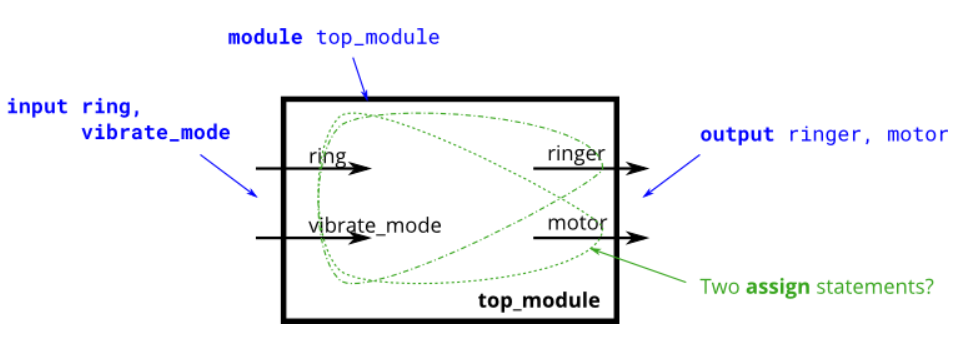 module top_module
input ring,
vibrate_mode
output ringer, motor
ring
ringer
vibrate_mode
motor
Two assign statements?
top_module